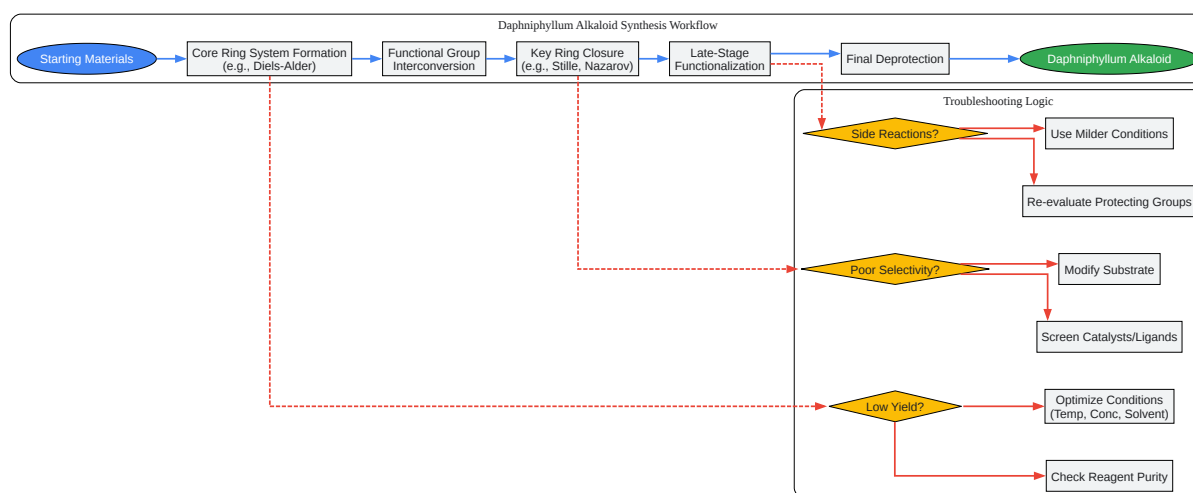 Daphniphyllum Alkaloid Synthesis Workflow
Starting Materials
Core Ring System Formation
(e.g., Diels-Alder)
Functional Group
Interconversion
Key Ring Closure
(e.g., Stille, Nazarov)
Late-Stage
Functionalization
Final Deprotection
Daphniphyllum Alkaloid
Troubleshooting Logic
Side Reactions?
Use Milder Conditions
Re-evaluate Protecting Groups
Poor Selectivity?
Modify Substrate
Screen Catalysts/Ligands
Low Yield?
Optimize Conditions
(Temp, Conc, Solvent)
Check Reagent Purity